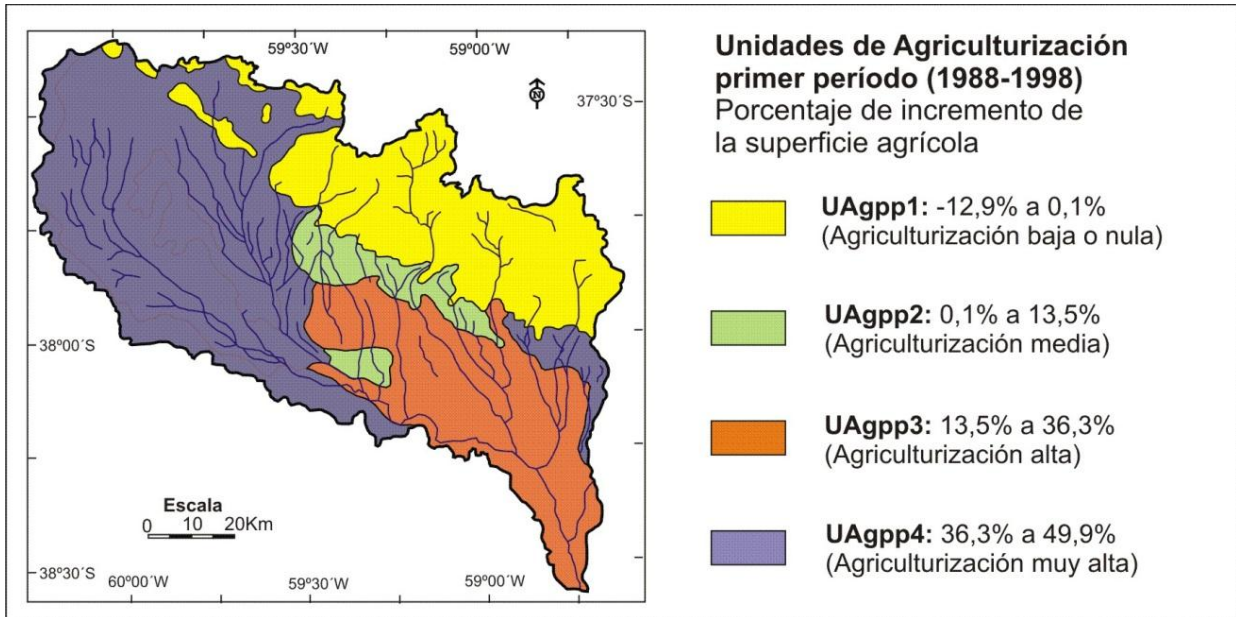 59º30´W
59º00´W
N
37º30´S
38º00´S
Escala
0 10 20Km
38º30´S
60º00´W
59º30´W
59º00´W
Unidades de Agriculturización
primer período (1988-1998)
Porcentaje de incremento de
la superficie agrícola
UAgpp1: -12,9% a 0,1%
(Agriculturización baja o nula)
UAgpp2: 0,1% a 13,5%
(Agriculturización media)
UAgpp3: 13,5% a 36,3%
(Agriculturización alta)
UAgpp4: 36,3% a 49,9%
(Agriculturización muy alta)